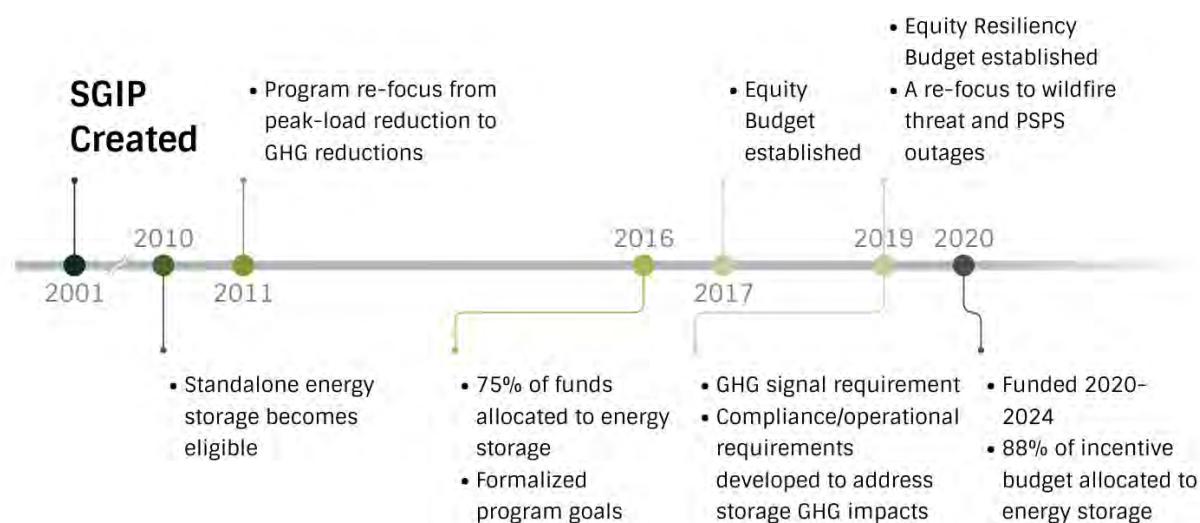 • Equity Resiliency
Budget established
• A re-focus to wildfire
threat and PSPS
outages
SGIP
Created
• Program re-focus from
peak-load reduction to
GHG reductions
• Equity
Budget
established
2010
2016
2019
2020
2001
2011
2017
• Standalone energy
storage becomes
eligible
• 75% of funds
allocated to energy
storage
• Formalized
program goals
• GHG signal requirement
• Compliance/operational
requirements
developed to address
storage GHG impacts
• Funded 2020-
2024
• 88% of incentive
budget allocated to
energy storage